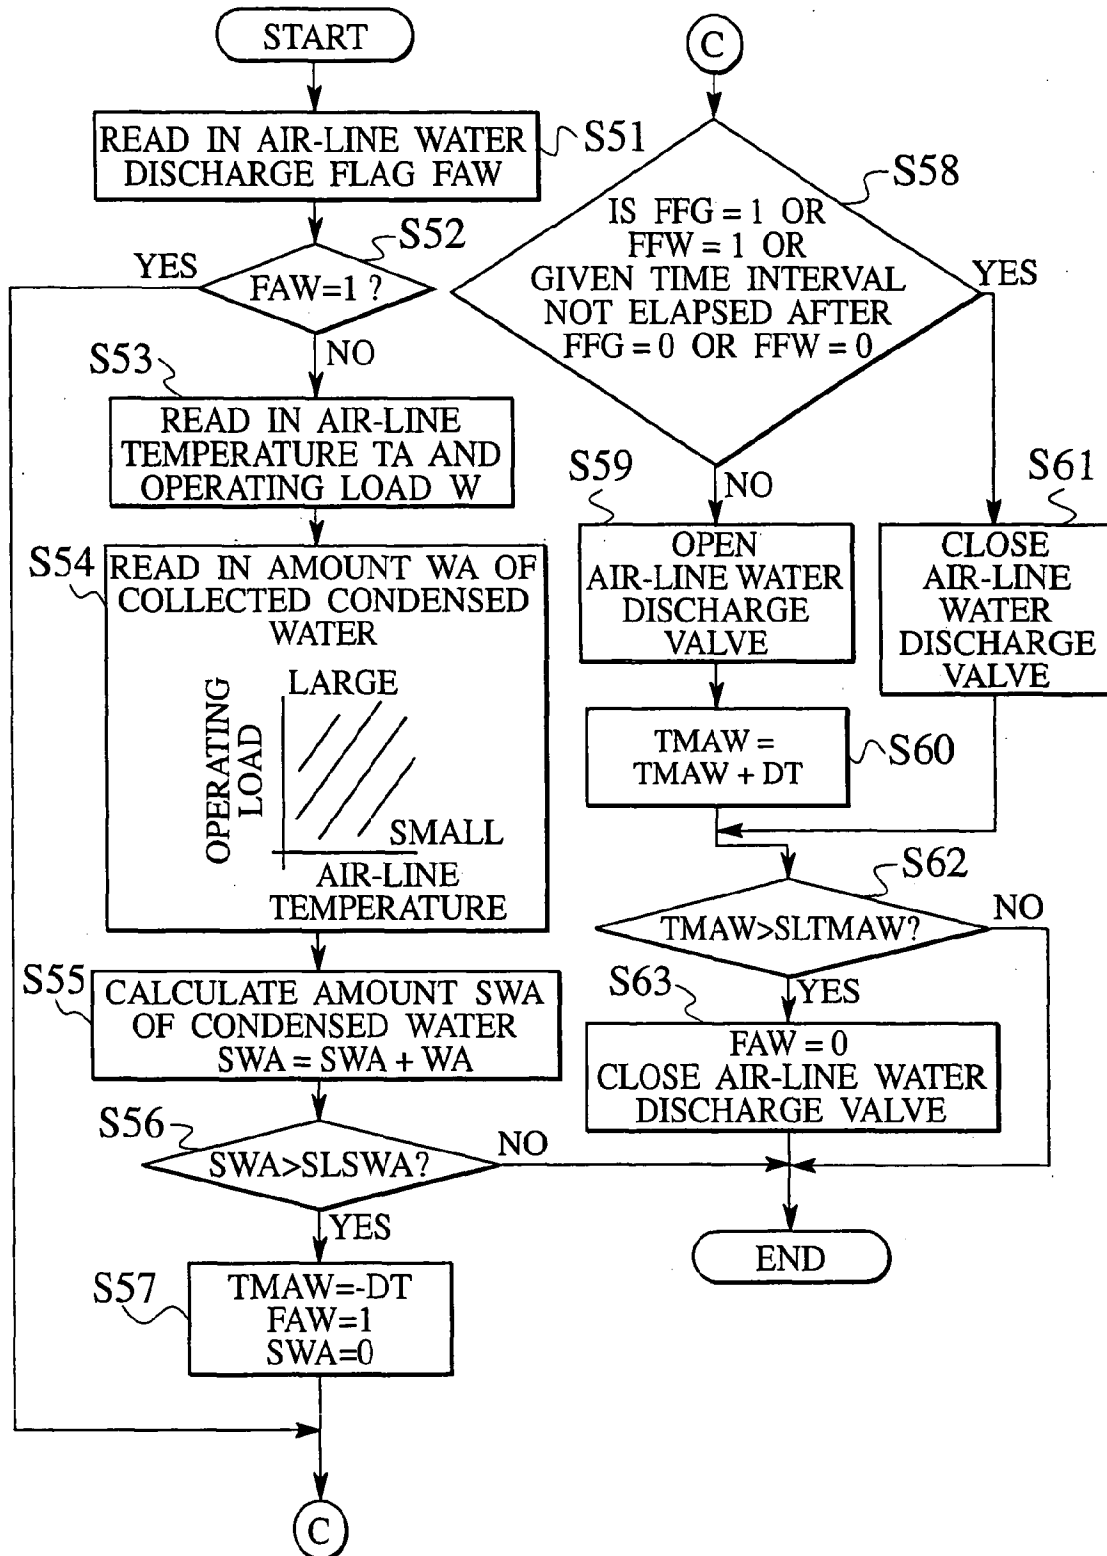 START
READ IN AIR-LINE WATER
DISCHARGE FLAG FAW
S51
S52
YES
FAW=1 ?
NO
S53
READ IN AIR-LINE
TEMPERATURE TA AND
OPERATING LOAD W
S54
READ IN AMOUNT WA OF
COLLECTED CONDENSED
WATER
OPERATING
LOAD
LARGE
SMALL
AIR-LINE
TEMPERATURE
S55
CALCULATE AMOUNT SWA
OF CONDENSED WATER
SWA = SWA + WA
S56
SWA>SLSWA?
NO
YES
S57
TMAW=-DT
FAW=1
SWA=0
C
C
S58
IS FFG = 1 OR
FFW = 1 OR
GIVEN TIME INTERVAL
NOT ELAPSED AFTER
FFG = 0 OR FFW = 0
YES
NO
S59
OPEN
AIR-LINE WATER
DISCHARGE
VALVE
S61
CLOSE
AIR-LINE
WATER
DISCHARGE
VALVE
TMAW =
TMAW + DT
S60
S62
TMAW>SLTMAW?
NO
YES
S63
FAW = 0
CLOSE AIR-LINE WATER
DISCHARGE VALVE
END